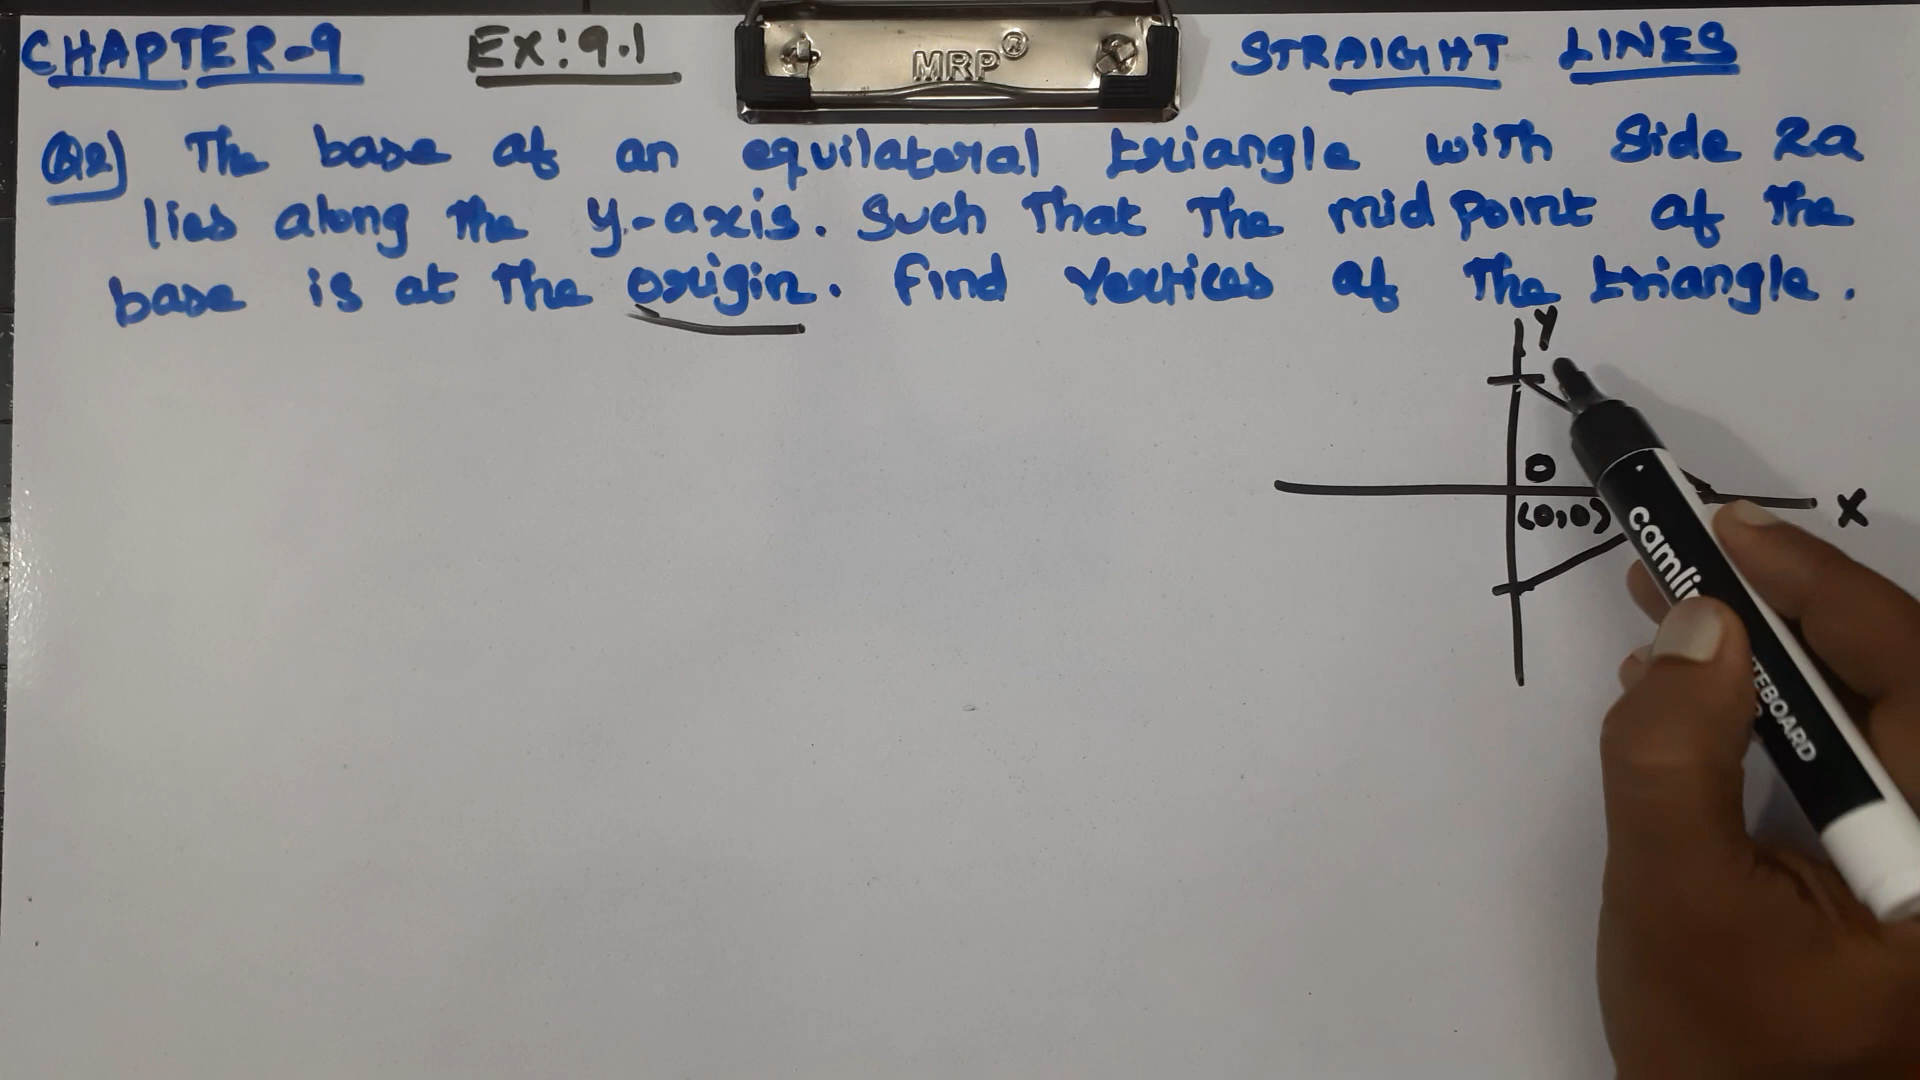 CHAPTER-9 EX:9.1 MRP® STRAIGHT LINES
Q2) The base of an equilateral triangle with Side 2a
lies along the y-axis. Such That The mid point of The
base is at The origin. Find Vertices of The triangle.
Y
O
(0,0)
X
camlin
WHITEBOARD